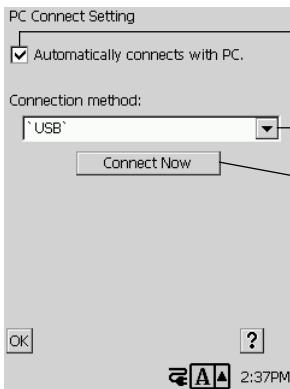 PC Connect Setting
Automatically connects with PC.
Connection method:
`USB`
Connect Now
OK ?
A 2:37PM